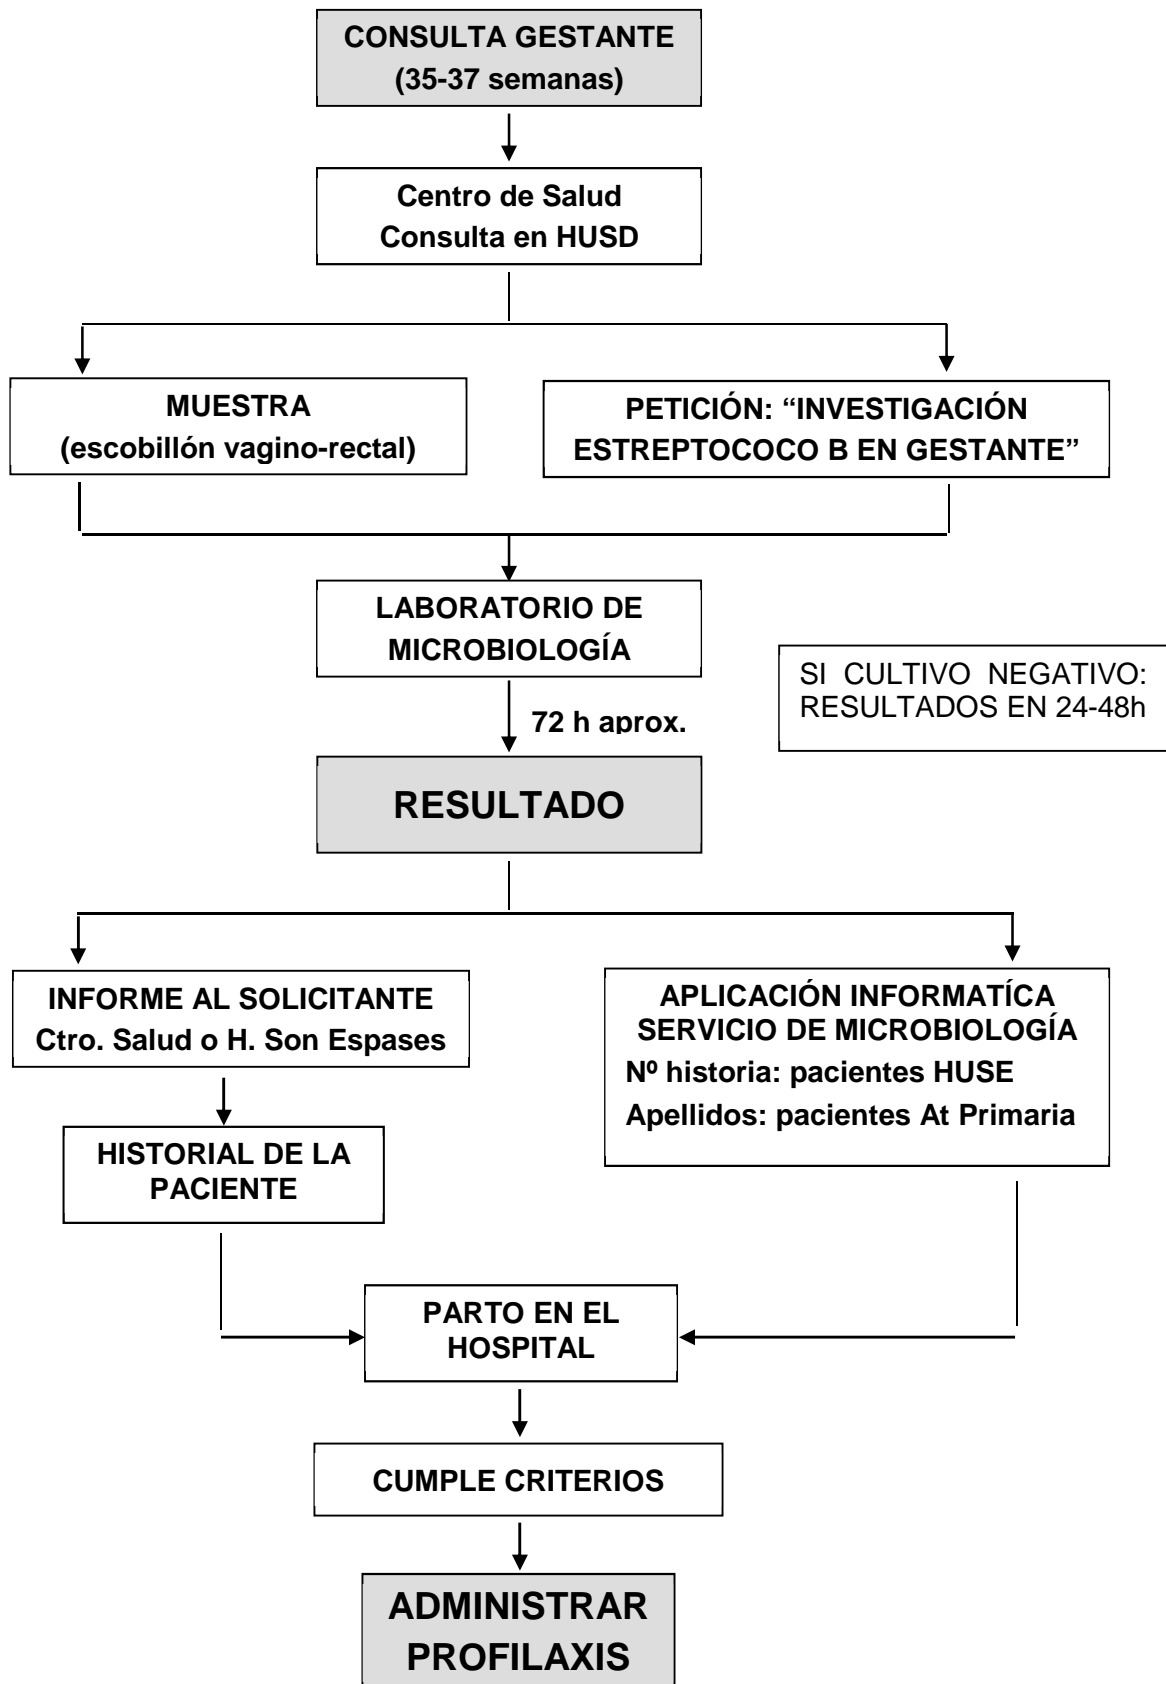 CONSULTA GESTANTE
(35-37 semanas)
Centro de Salud
Consulta en HUSD
MUESTRA
(escobillón vagino-rectal)
PETICIÓN: “INVESTIGACIÓN
ESTREPTOCOCO B EN GESTANTE”
LABORATORIO DE
MICROBIOLOGÍA
SI CULTIVO NEGATIVO:
RESULTADOS EN 24-48h
72 h aprox.
RESULTADO
INFORME AL SOLICITANTE
Ctro. Salud o H. Son Espases
APLICACIÓN INFORMATÍCA
SERVICIO DE MICROBIOLOGÍA
Nº historia: pacientes HUSE
Apellidos: pacientes At Primaria
HISTORIAL DE LA
PACIENTE
PARTO EN EL
HOSPITAL
CUMPLE CRITERIOS
ADMINISTRAR
PROFILAXIS